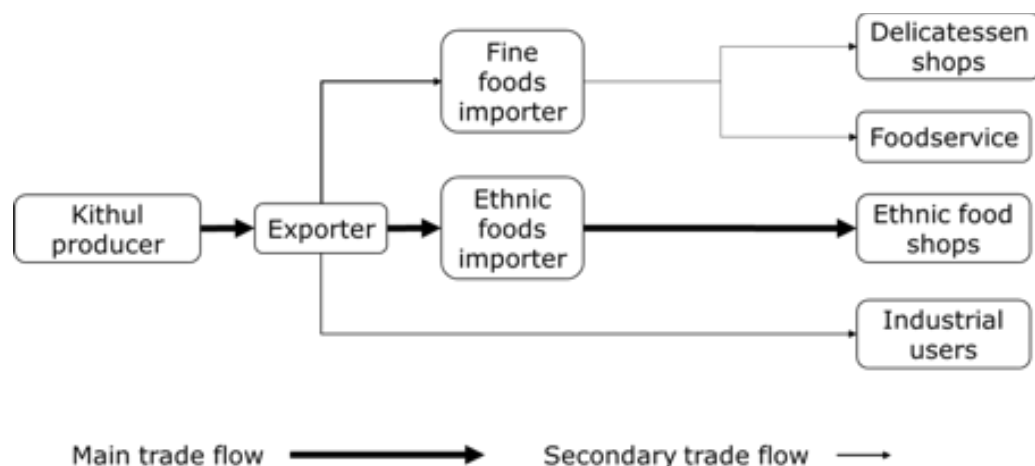 Fine
foods
importer
Delicatessen
shops
Foodservice
Kithul
producer
Exporter
Ethnic
foods
importer
Ethnic food
shops
Industrial
users
Main trade flow
Secondary trade flow